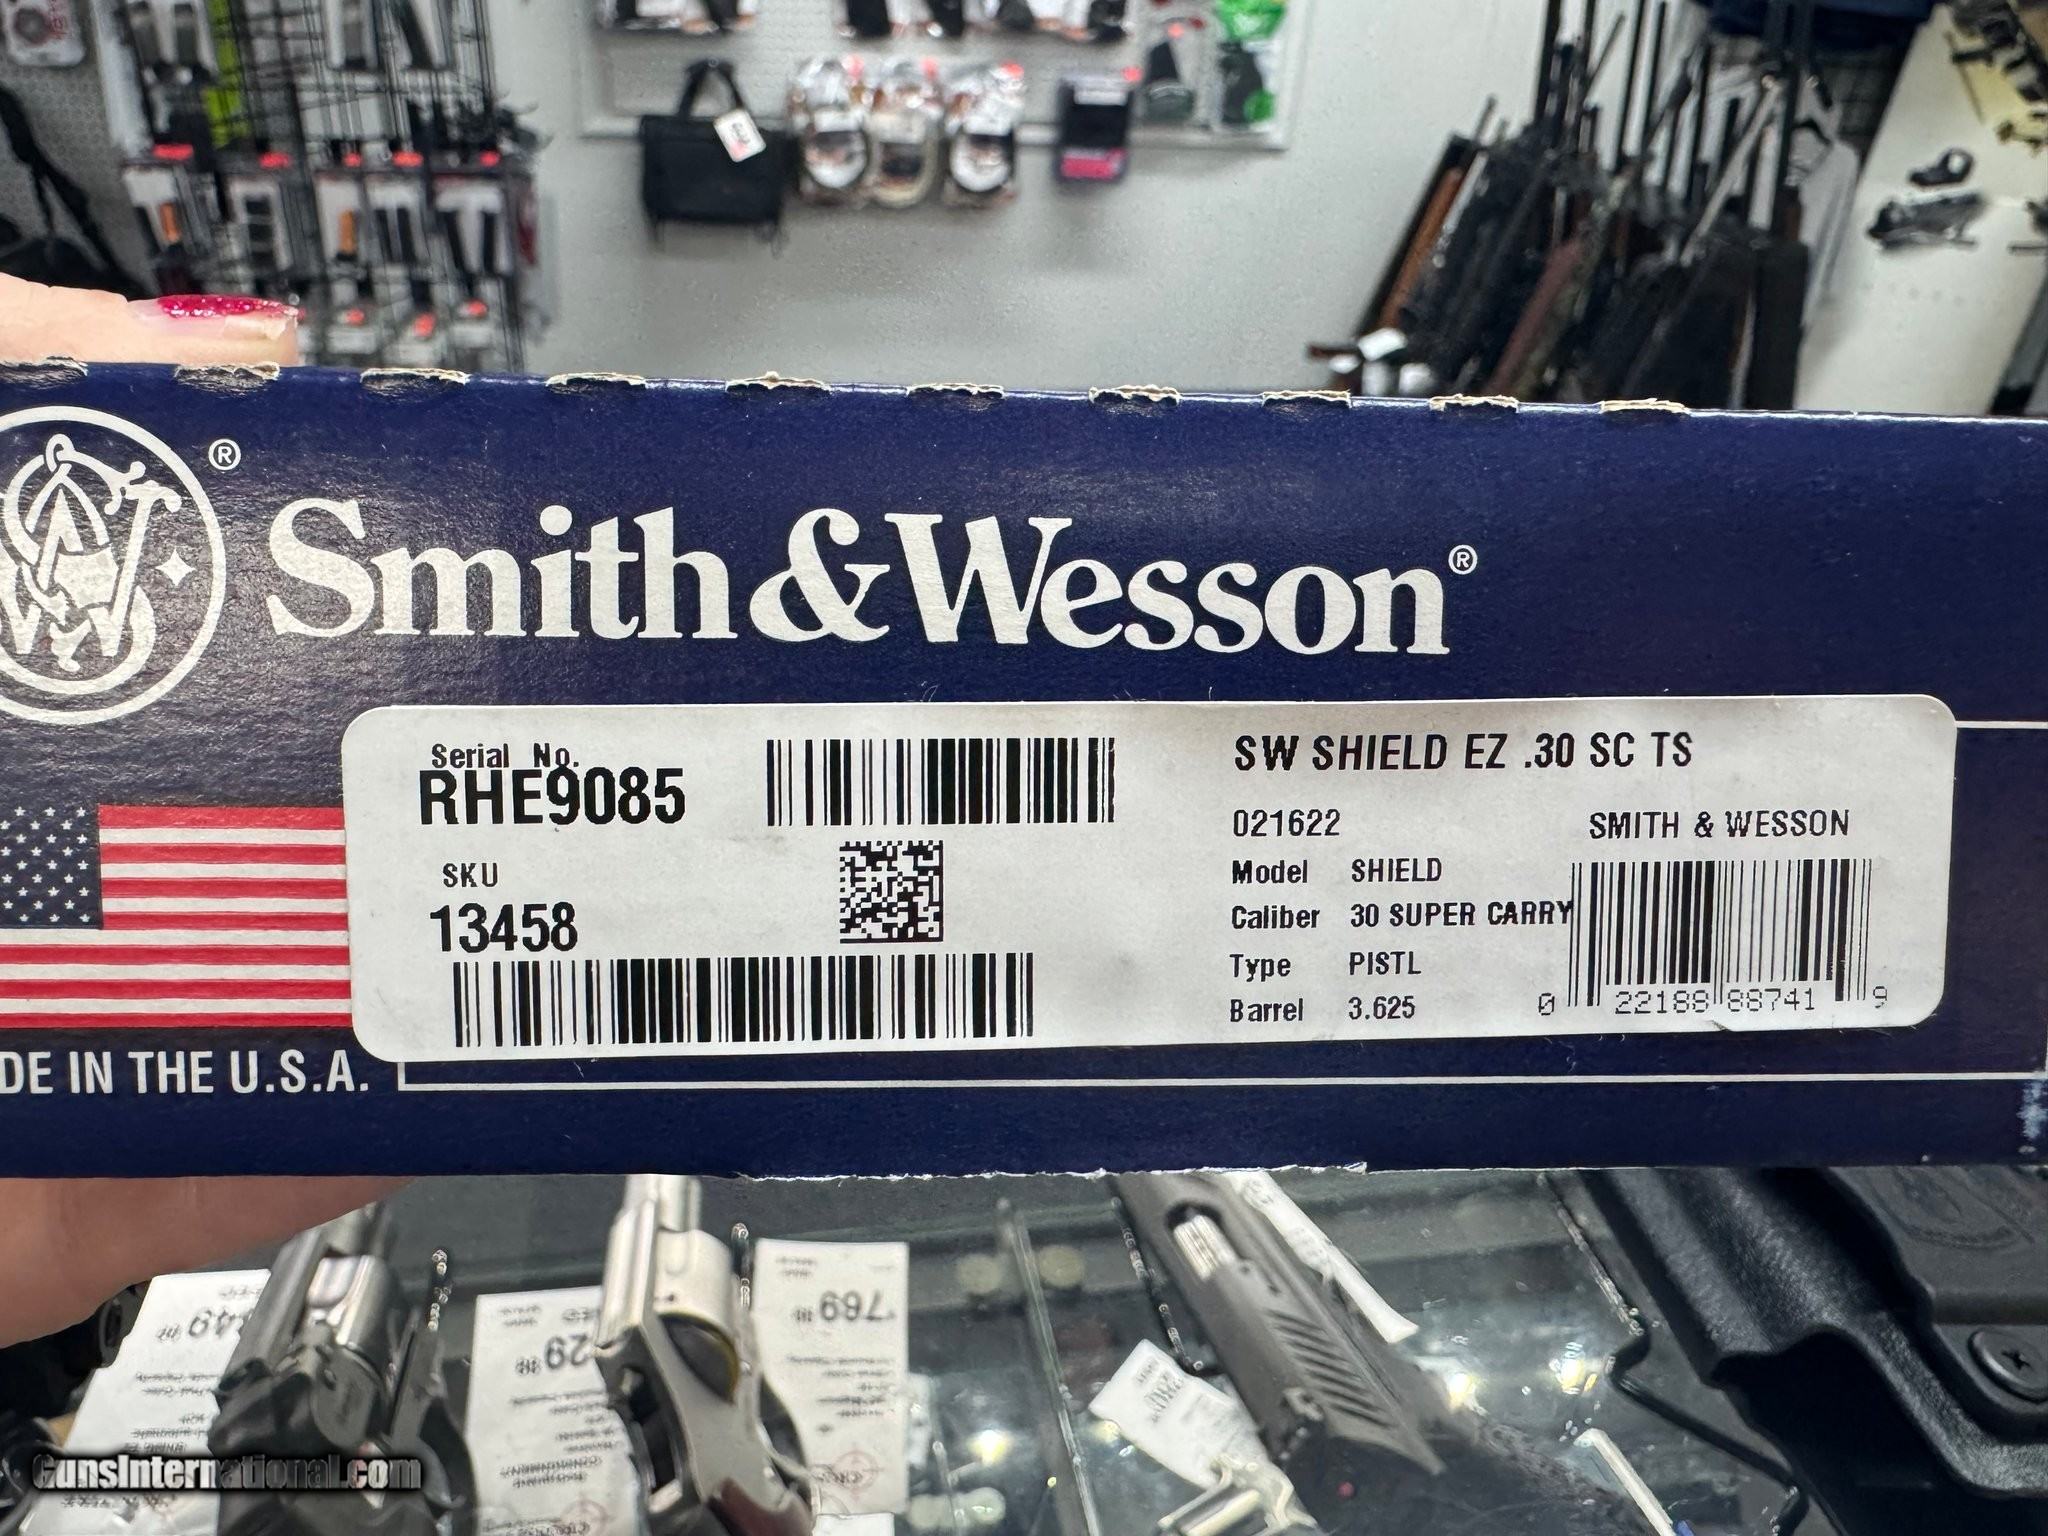 ®
Smith & Wesson®
Serial No.
RHE9085
SKU
13458
SW SHIELD EZ .30 SC TS
021622
SMITH & WESSON
Model SHIELD
Caliber 30 SUPER CARRY
Type PISTL
Barrel 3.625
0 22188 88741 9
DE IN THE U.S.A.
769
GunsInternational.com